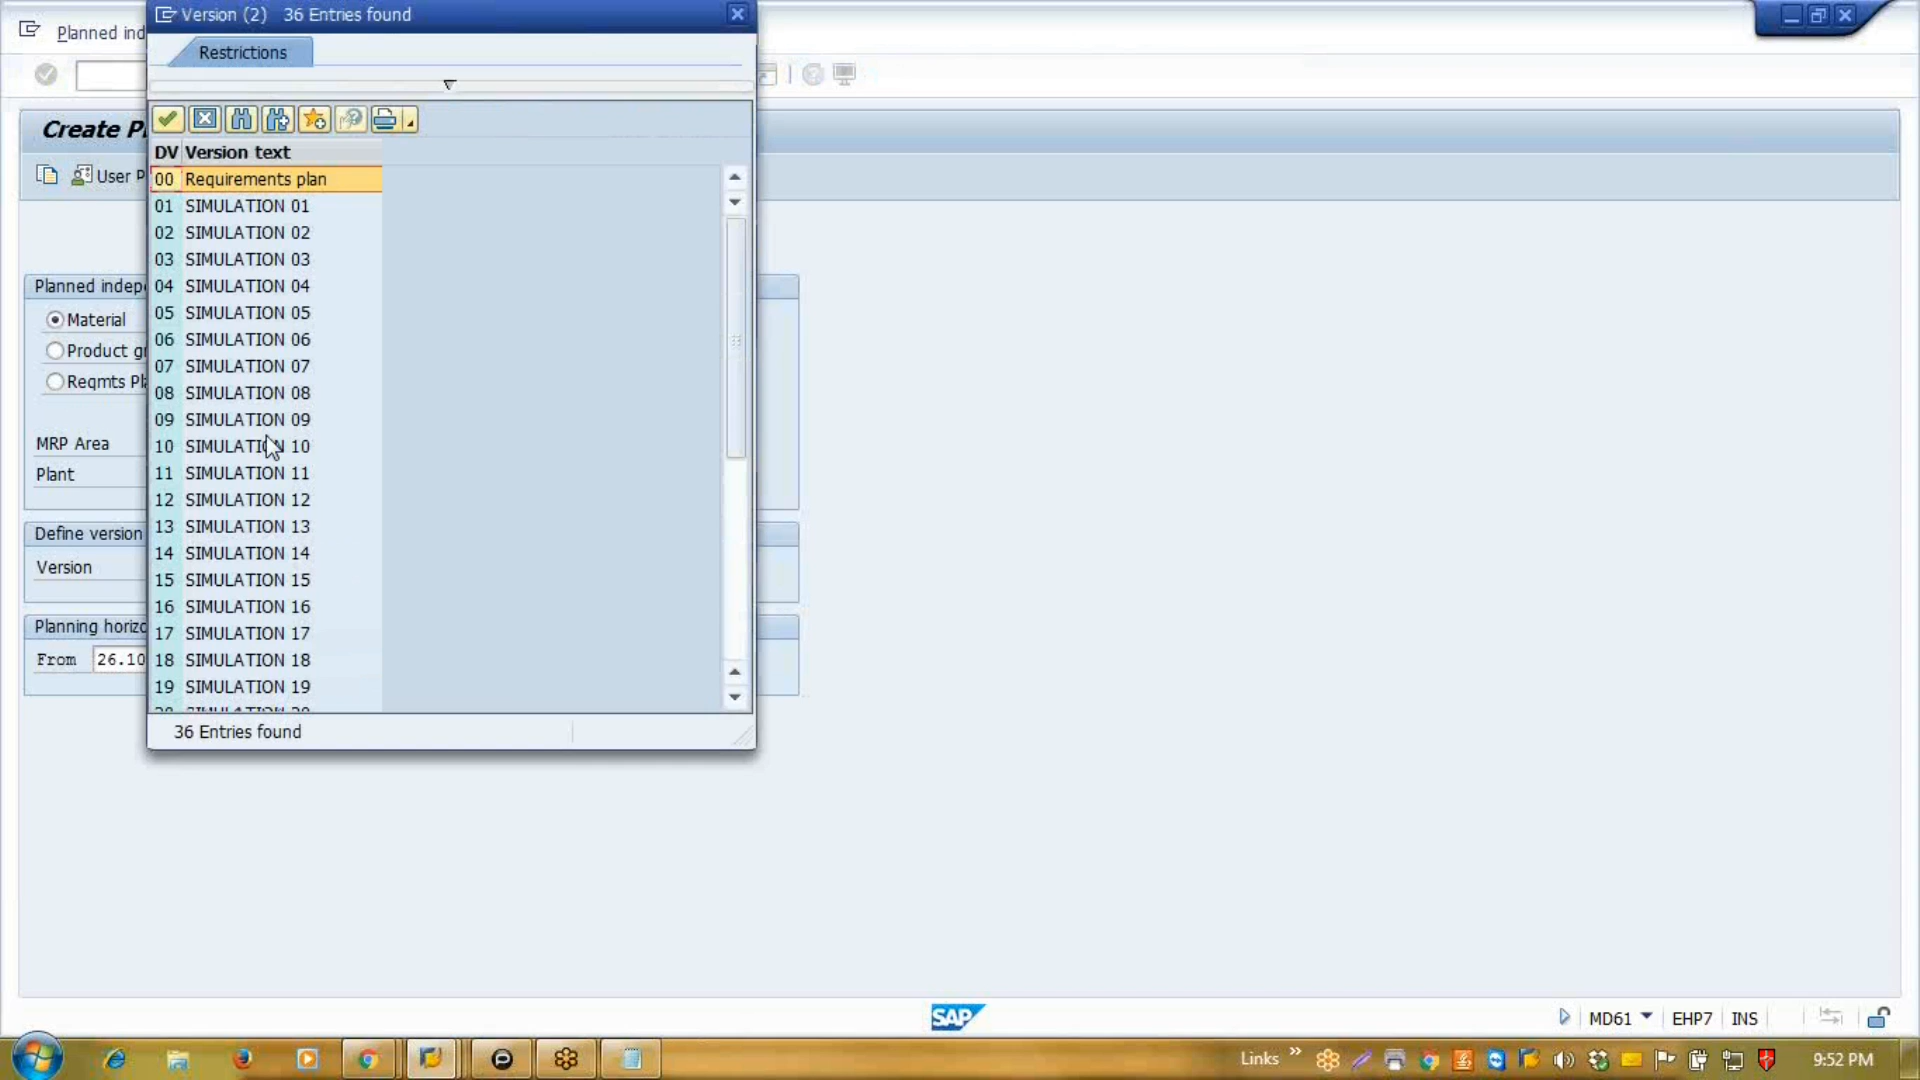 Version (2) 36 Entries found
Planned ind
Restrictions
Create P
User P
DV Version text
00 Requirements plan
01 SIMULATION 01
02 SIMULATION 02
03 SIMULATION 03
04 SIMULATION 04
05 SIMULATION 05
06 SIMULATION 06
07 SIMULATION 07
08 SIMULATION 08
09 SIMULATION 09
10 SIMULATION 10
11 SIMULATION 11
12 SIMULATION 12
13 SIMULATION 13
14 SIMULATION 14
15 SIMULATION 15
16 SIMULATION 16
17 SIMULATION 17
18 SIMULATION 18
19 SIMULATION 19
36 Entries found
Planned indep
Material
Product g
Reqmts Pl
MRP Area
Plant
Define version
Version
Planning horizo
From 26.10
SAP
MD61 EHP7 INS
Links » 9:52 PM